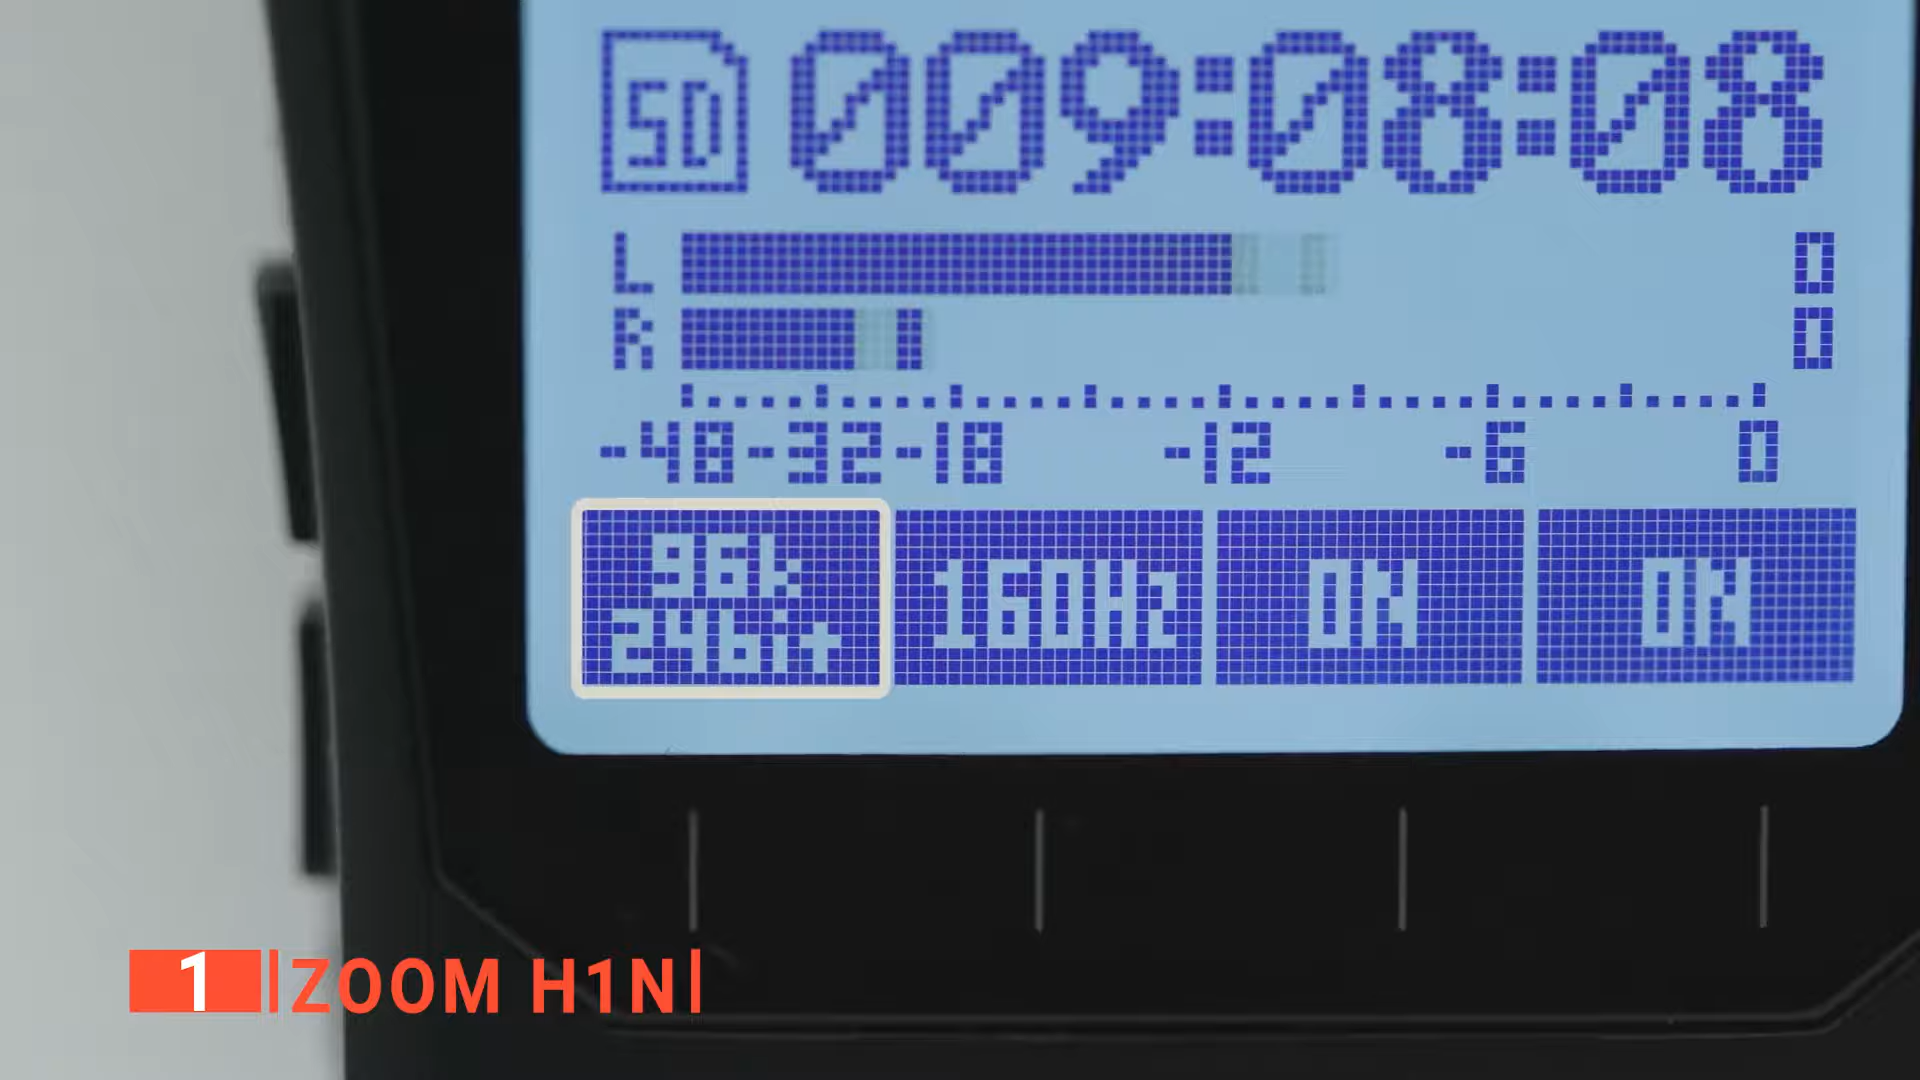 SD 009:08:08
L 0
R 0
-48-32-18 -12 -6 0
96k
24bit
160Hz
ON
ON
1 ZOOM H1N